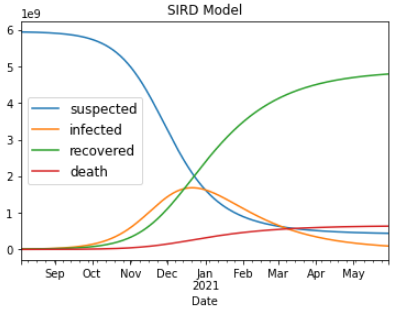 SIRD Model
1e9
6
5
4
3
2
1
0
suspected
infected
recovered
death
Sep Oct Nov Dec Jan Feb Mar Apr May
2021
Date